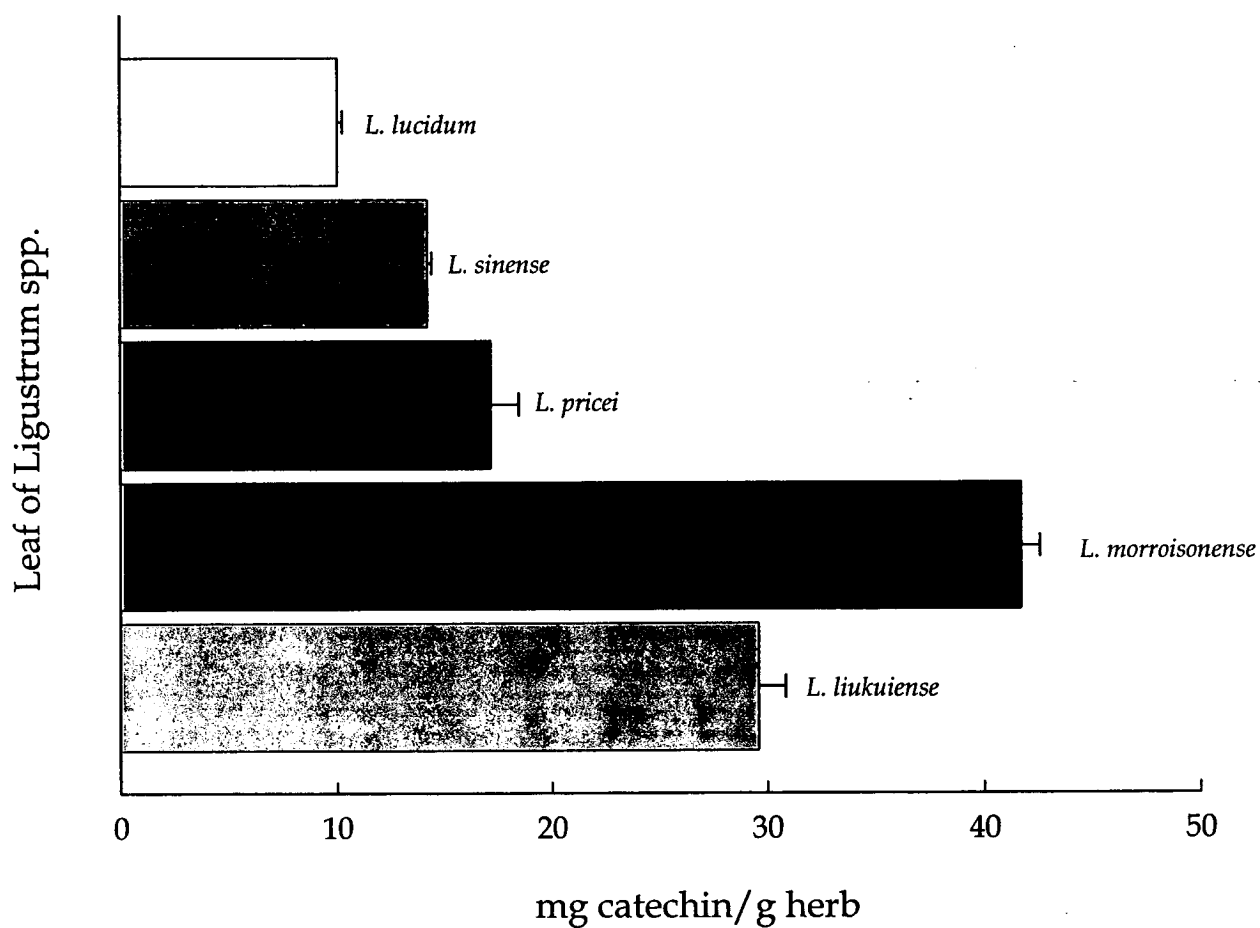 Leaf of Ligustrum spp.
L. lucidum
L. sinense
L. pricei
L. morroisonense
L. liukuiense
0 10 20 30 40 50
mg catechin/g herb